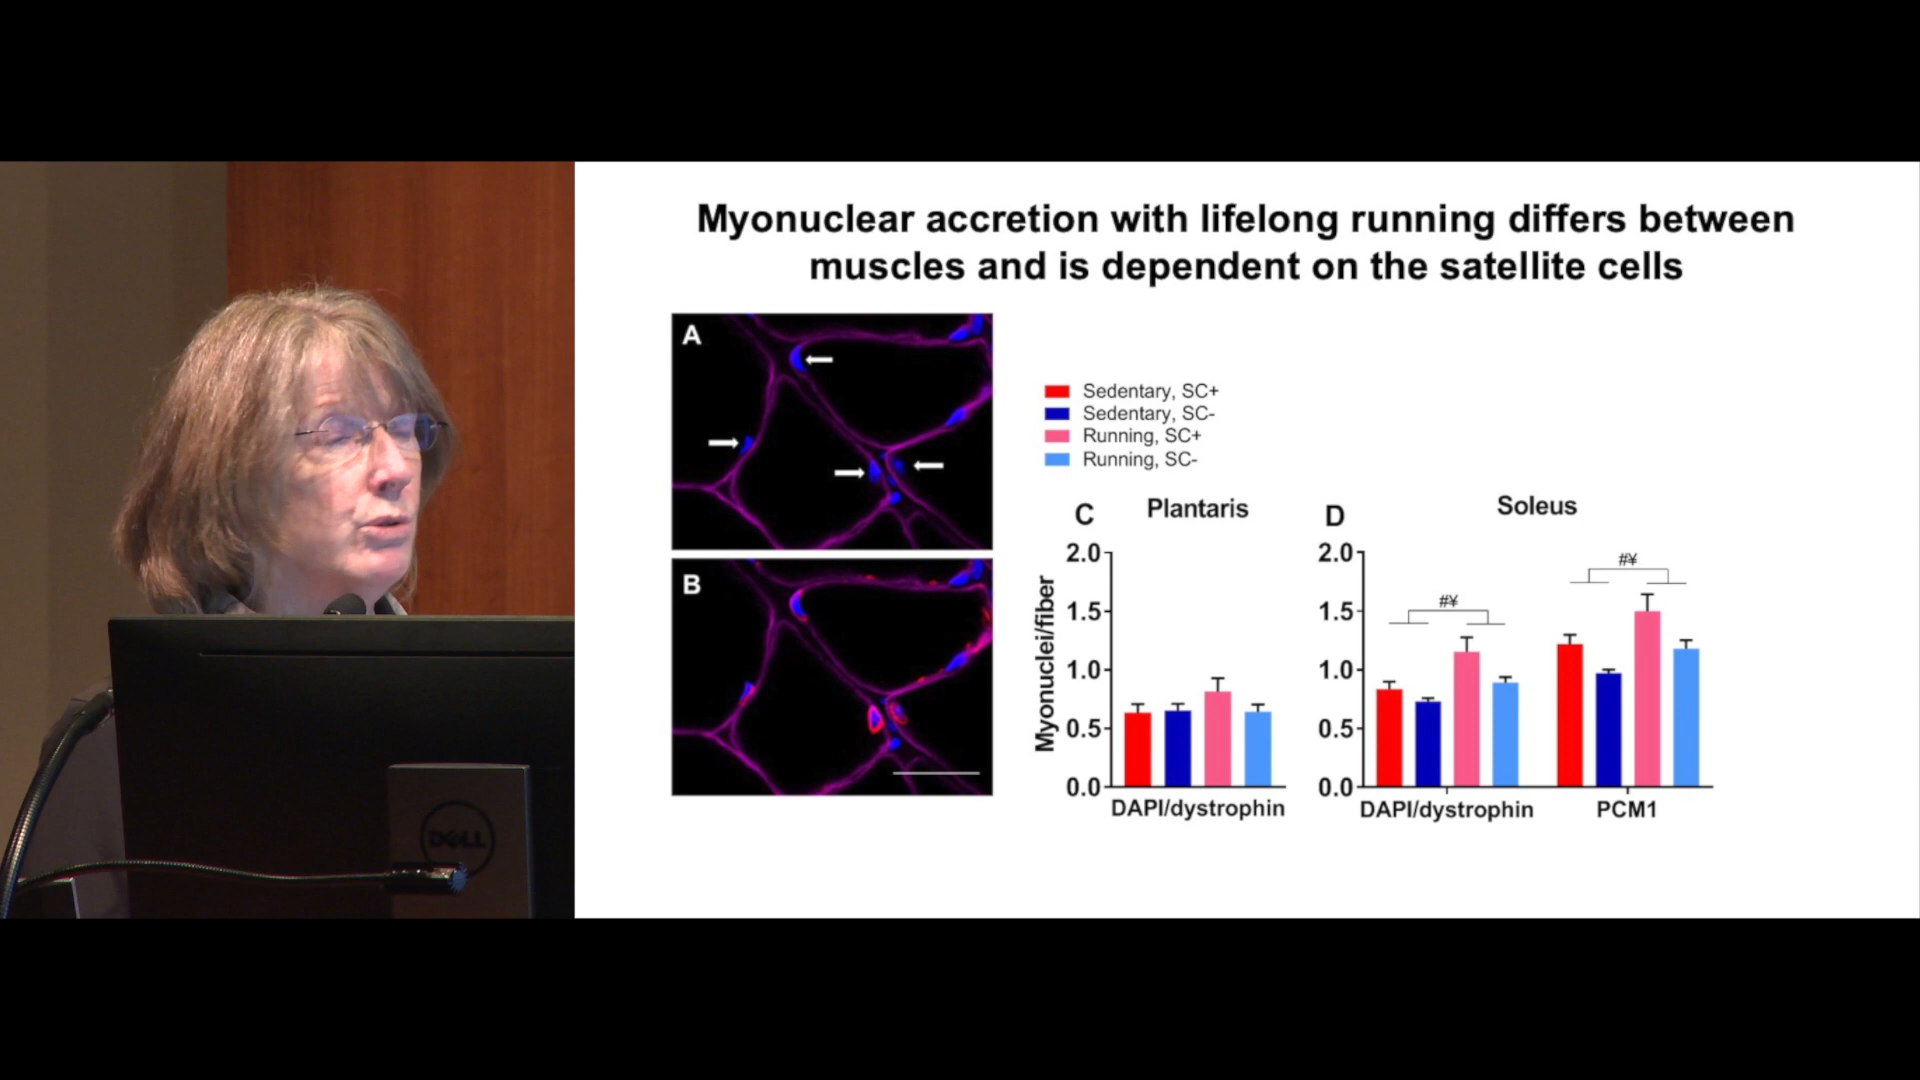 Myonuclear accretion with lifelong running differs between
muscles and is dependent on the satellite cells
A
B
Sedentary, SC+
Sedentary, SC-
Running, SC+
Running, SC-
C
Plantaris
Myonuclei/fiber
2.0
1.5
1.0
0.5
0.0
DAPI/dystrophin
D
Soleus
2.0
1.5
1.0
0.5
0.0
#¥
#¥
DAPI/dystrophin
PCM1
DELL